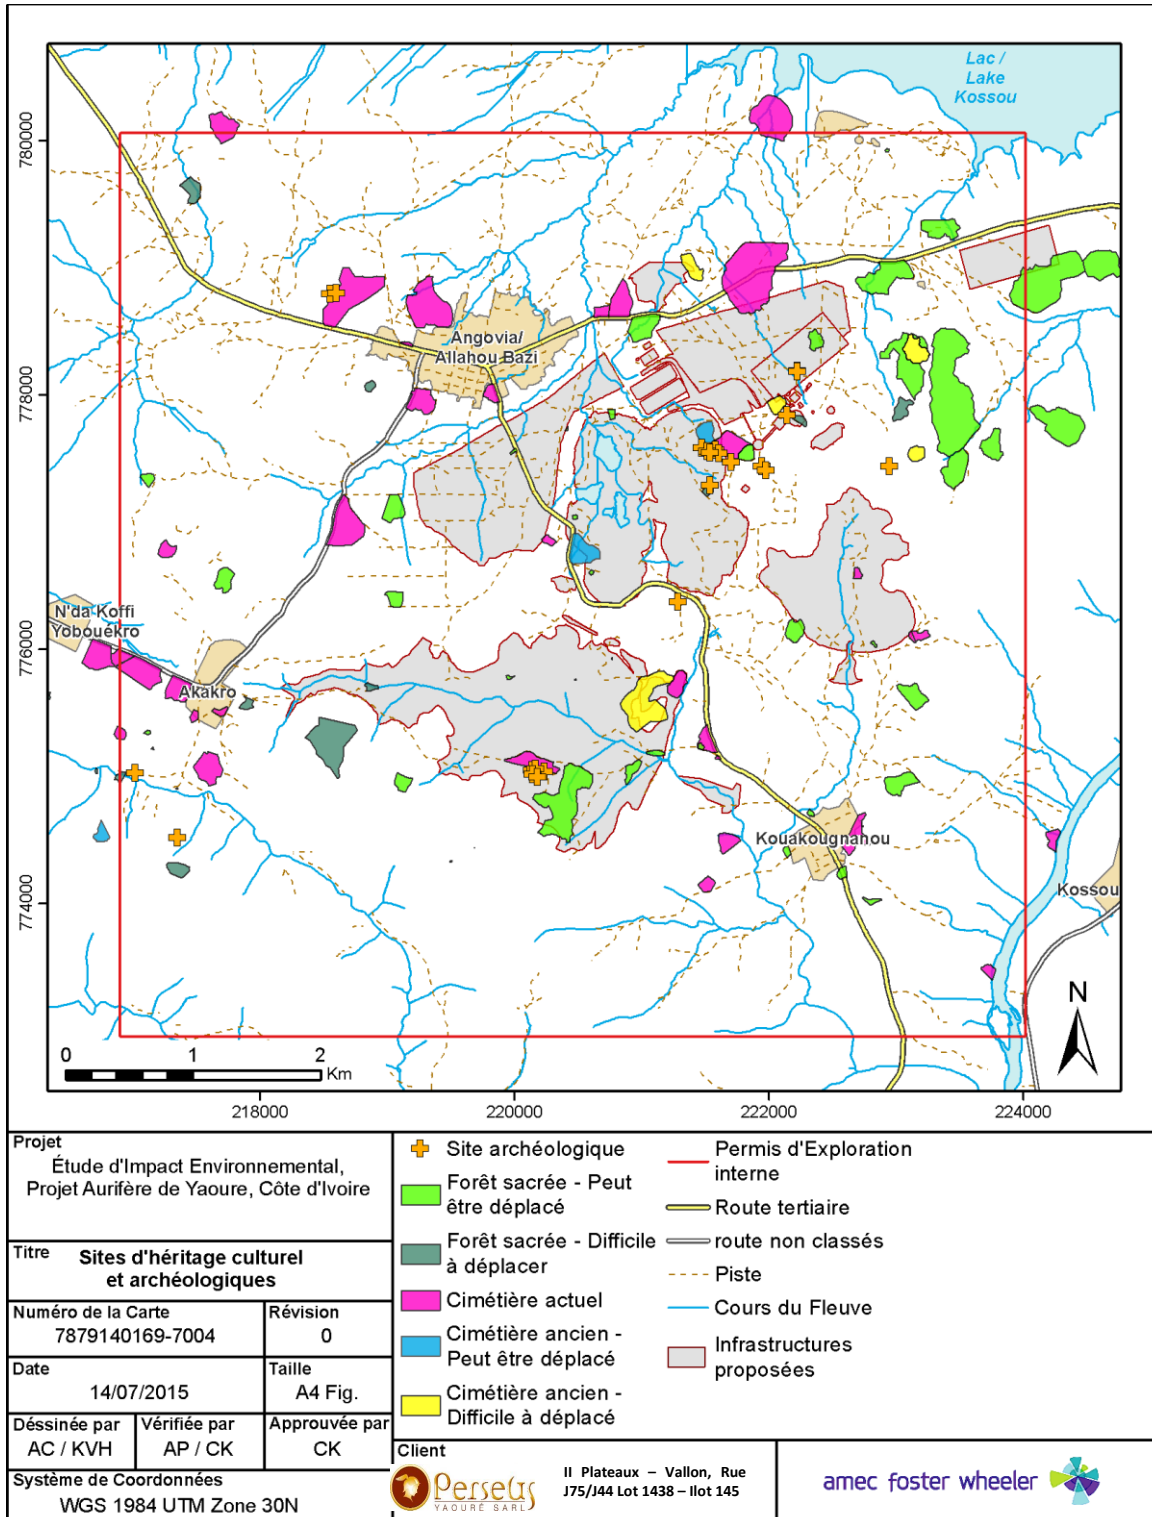 Lac /
Lake
Kossou
780000
778000
776000
774000
Angovia/
Allahou Bazi
N'da Koffi
Yobouékro
Akakro
Kouakougnanou
Kossou
N
0 1 2
Km
218000 220000 222000 224000
Projet
Étude d'Impact Environnemental,
Projet Aurifère de Yaoure, Côte d'Ivoire
Titre Sites d'héritage culturel
et archéologiques
Numéro de la Carte
7879140169-7004
Révision
0
Date
14/07/2015
Taille
A4 Fig.
Déssinée par
AC / KVH
Vérifiée par
AP / CK
Approuvée par
CK
Système de Coordonnées
WGS 1984 UTM Zone 30N
Site archéologique
Forêt sacrée - Peut
être déplacé
Forêt sacrée - Difficile
à déplacer
Cimétière actuel
Cimétière ancien -
Peut être déplacé
Cimétière ancien -
Difficile à déplacé
Permis d'Exploration
interne
Route tertiaire
route non classés
Piste
Cours du Fleuve
Infrastructures
proposées
Client
Perseus
YAOURÉ SARL
II Plateaux – Vallon, Rue
J75/J44 Lot 1438 – Ilot 145
amec foster wheeler